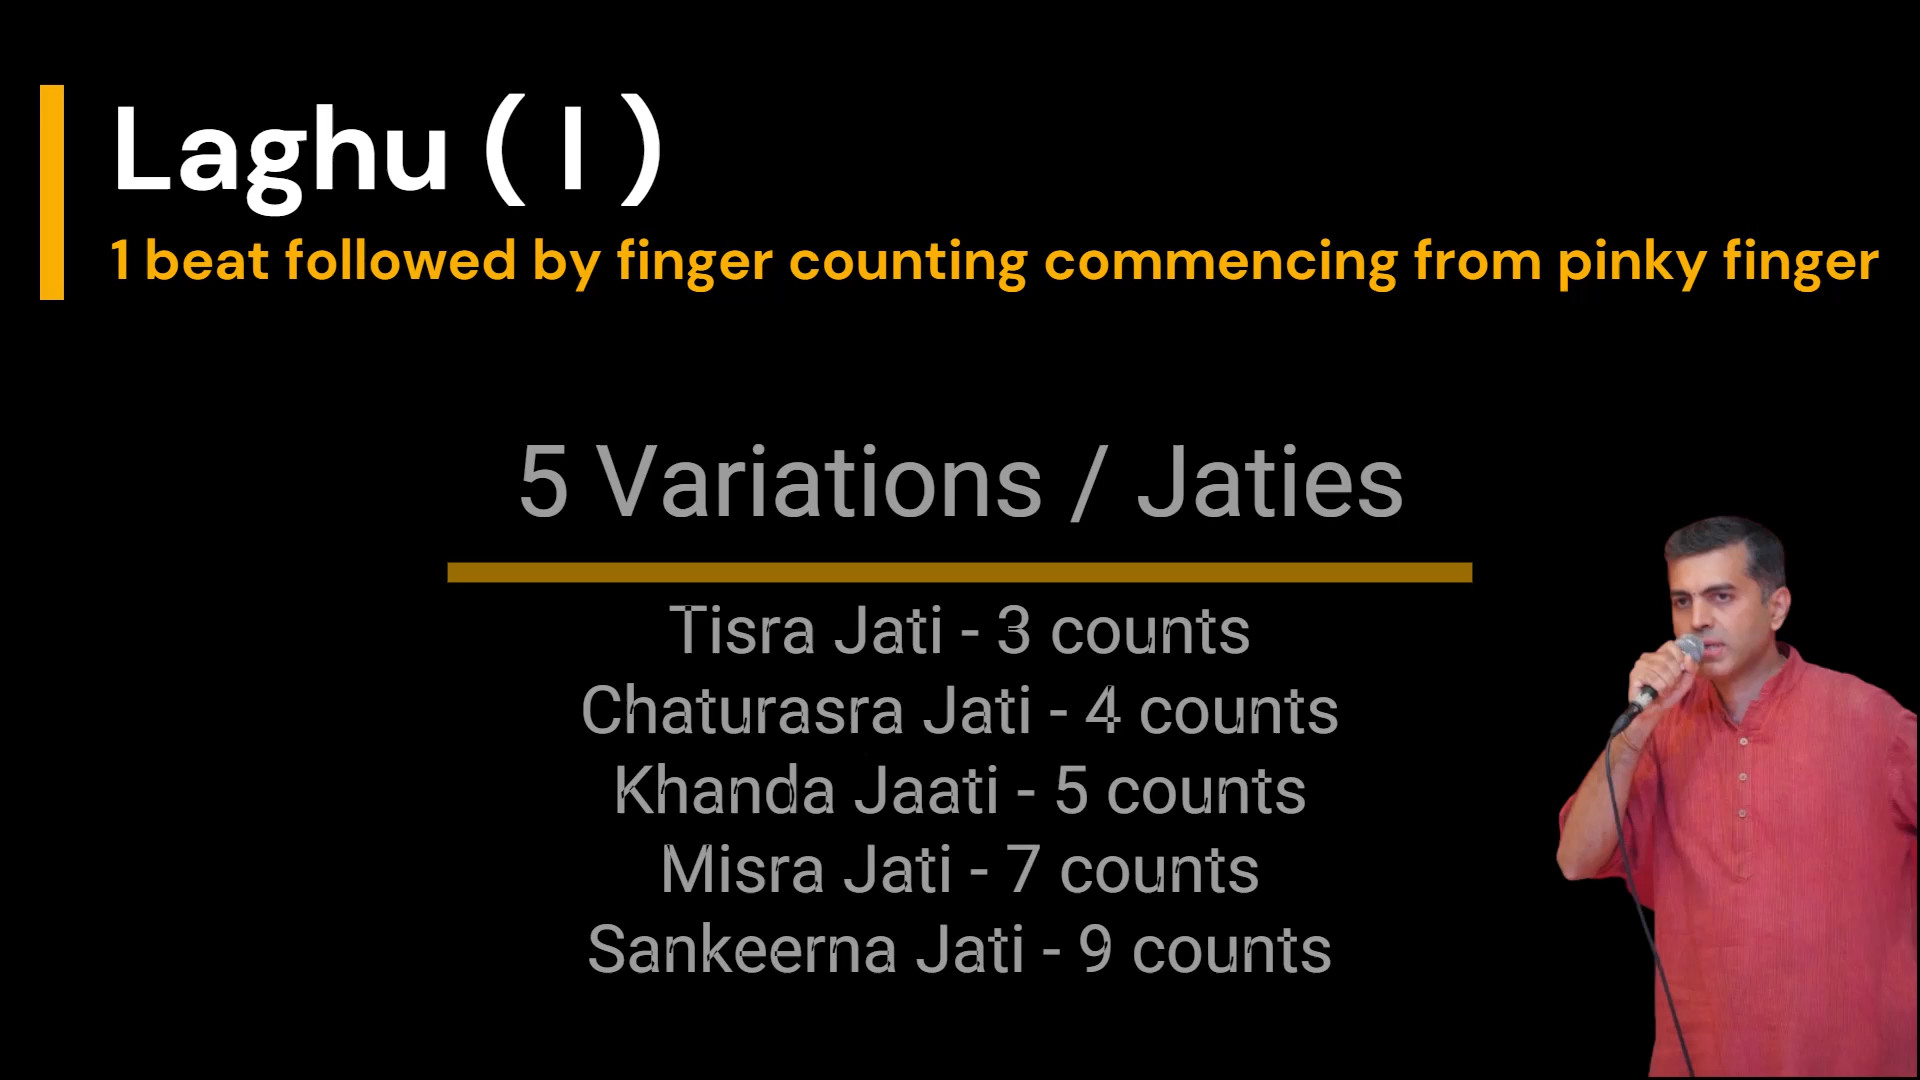 Laghu ( I )
1 beat followed by finger counting commencing from pinky finger
5 Variations / Jaties
Tisra Jati - 3 counts
Chaturasra Jati - 4 counts
Khanda Jaati - 5 counts
Misra Jati - 7 counts
Sankeerna Jati - 9 counts